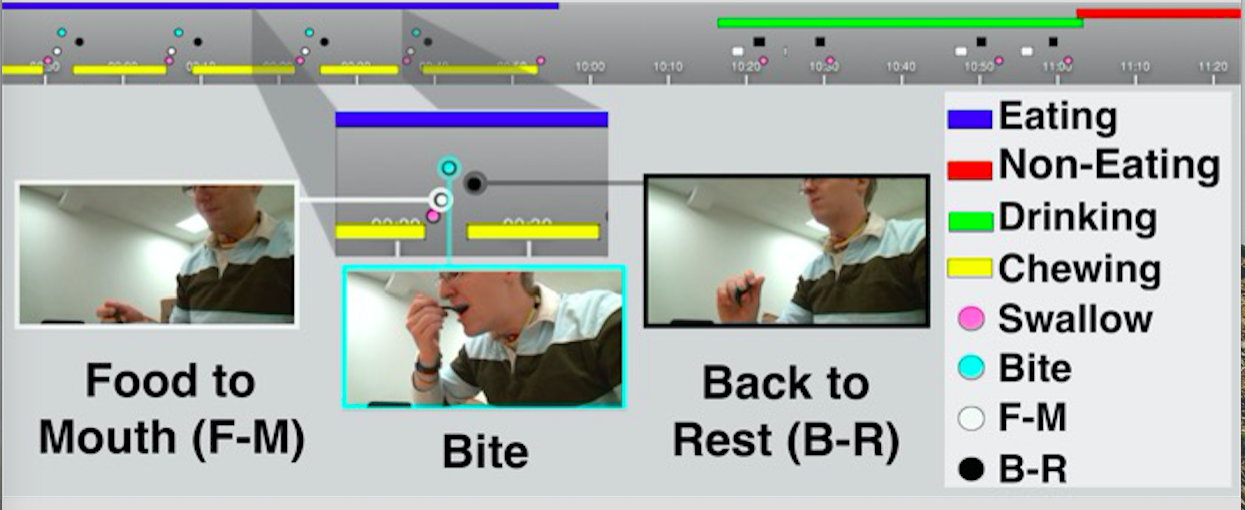 10:00 10:10 10:20 10:30 10:40 10:50 11:00 11:10 11:20
Eating
Non-Eating
Drinking
Chewing
Swallow
Bite
F-M
B-R
Food to
Mouth (F-M)
Bite
Back to
Rest (B-R)